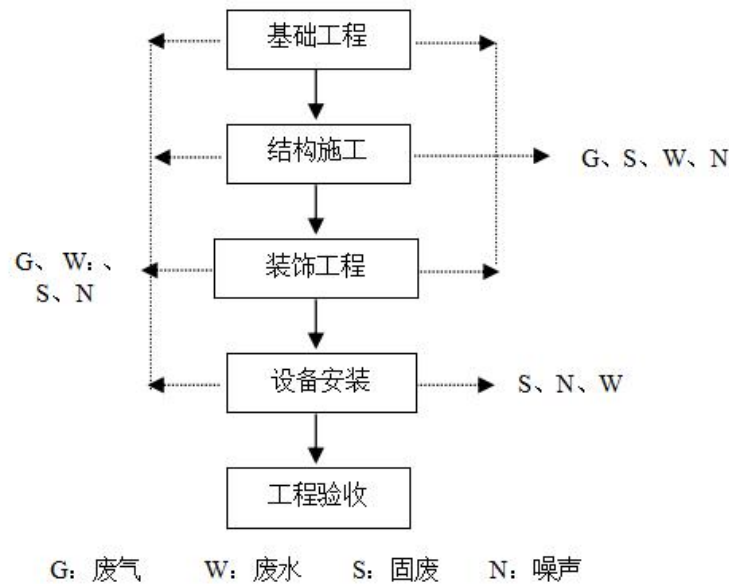 基础工程
结构施工
G、S、W、N
装饰工程
G、W：、
S、N
设备安装
S、N、W
工程验收
G：废气 W：废水 S：固废 N：噪声